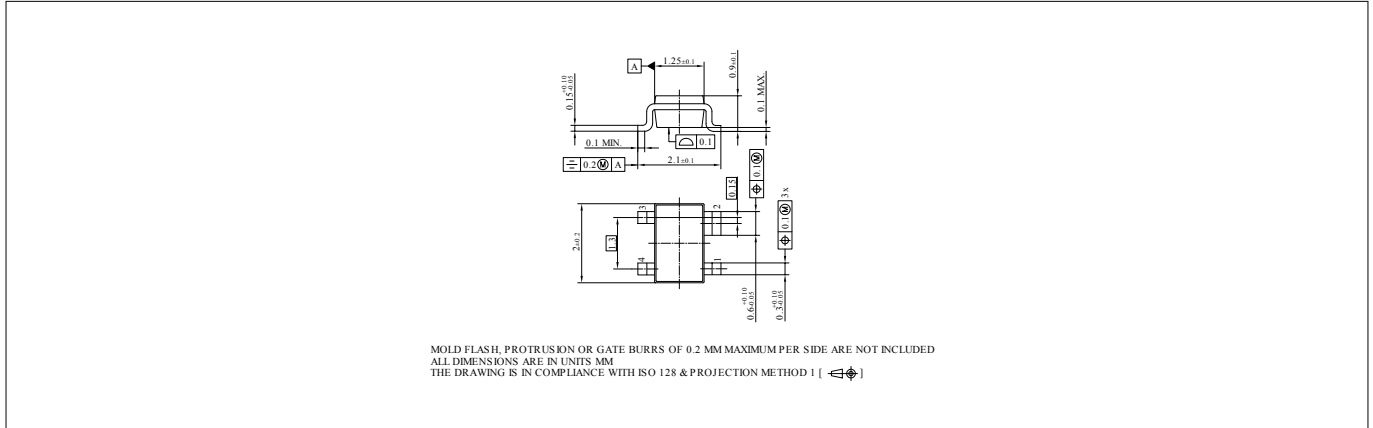 A
1.25±0.1
0.9±0.1
0.15 +0.10 -0.05
0.1 MAX.
0.1 MIN.
0.1
0.2Ⓜ A
2.1±0.1
0.1Ⓜ
0.15
0.1Ⓜ 3x
3
2
2±0.2
1.3
4
1
0.6 +0.10 -0.05
0.3 +0.10 -0.05
MOLD FLASH, PROTRUSION OR GATE BURRS OF 0.2 MM MAXIMUM PER SIDE ARE NOT INCLUDED
ALL DIMENSIONS ARE IN UNITS MM
THE DRAWING IS IN COMPLIANCE WITH ISO 128 & PROJECTION METHOD 1 [ ]